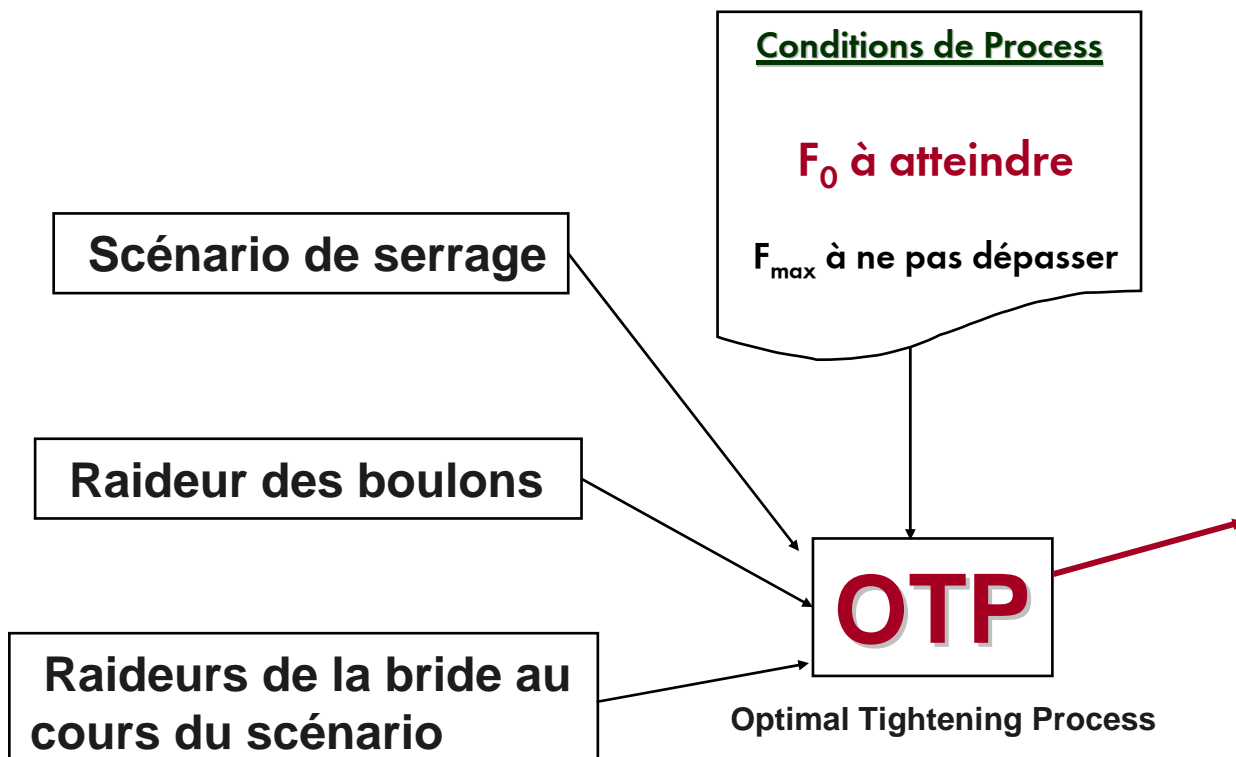 Conditions de Process
F₀ à atteindre
Fmax à ne pas dépasser
Scénario de serrage
Raideur des boulons
Raideurs de la bride au
cours du scénario
OTP
Optimal Tightening Process